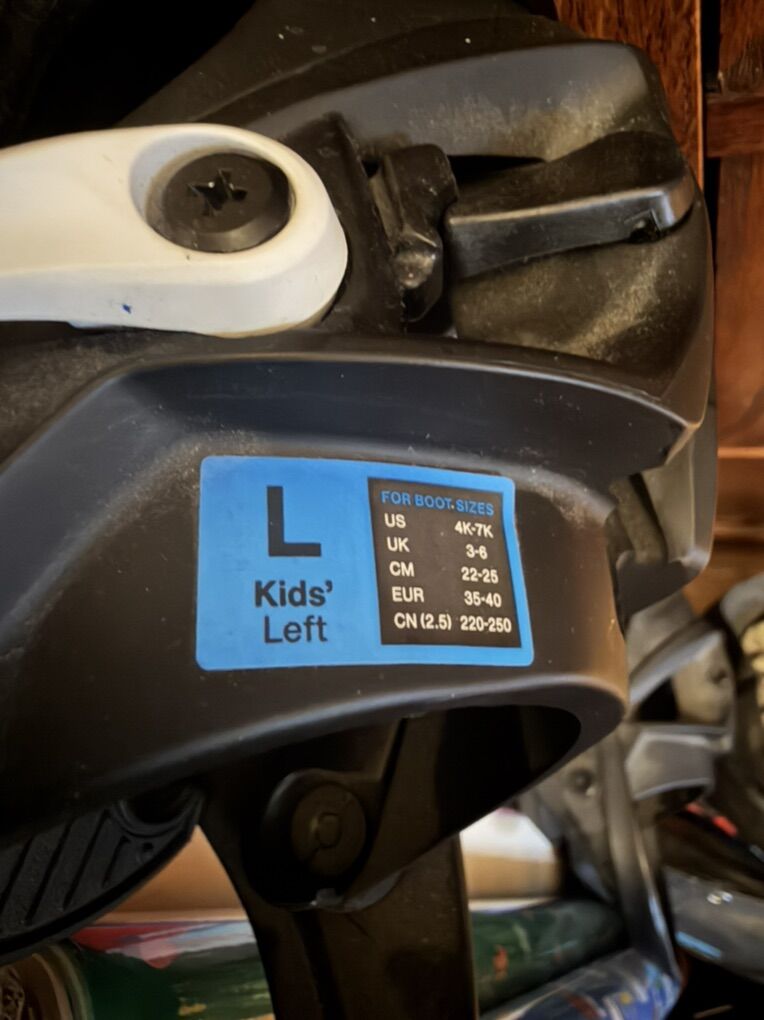 L
Kids'
Left
FOR BOOT SIZES
US 4K-7K
UK 3-6
CM 22-25
EUR 35-40
CN (2.5) 220-250